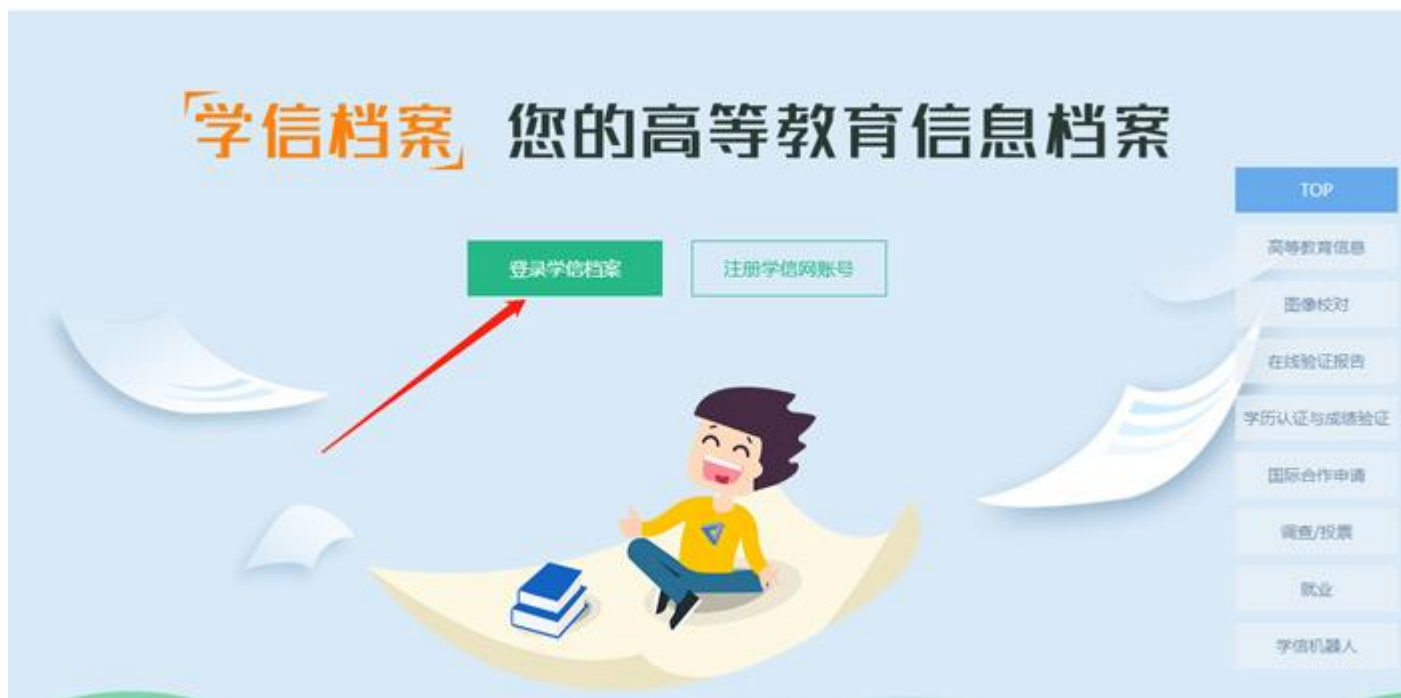 「学信档案」 您的高等教育信息档案
登录学信档案 注册学信网账号
TOP
高等教育信息
图像校对
在线验证报告
学历认证与成绩验证
国际合作申请
调查/投票
就业
学信机器人